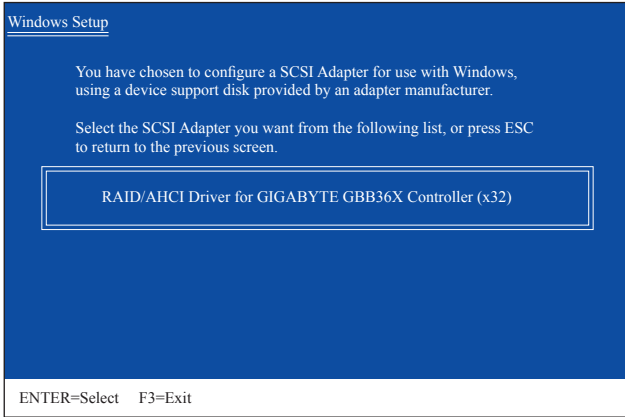 Windows Setup
You have chosen to configure a SCSI Adapter for use with Windows,
using a device support disk provided by an adapter manufacturer.
Select the SCSI Adapter you want from the following list, or press ESC
to return to the previous screen.
RAID/AHCI Driver for GIGABYTE GBB36X Controller (x32)
ENTER=Select F3=Exit